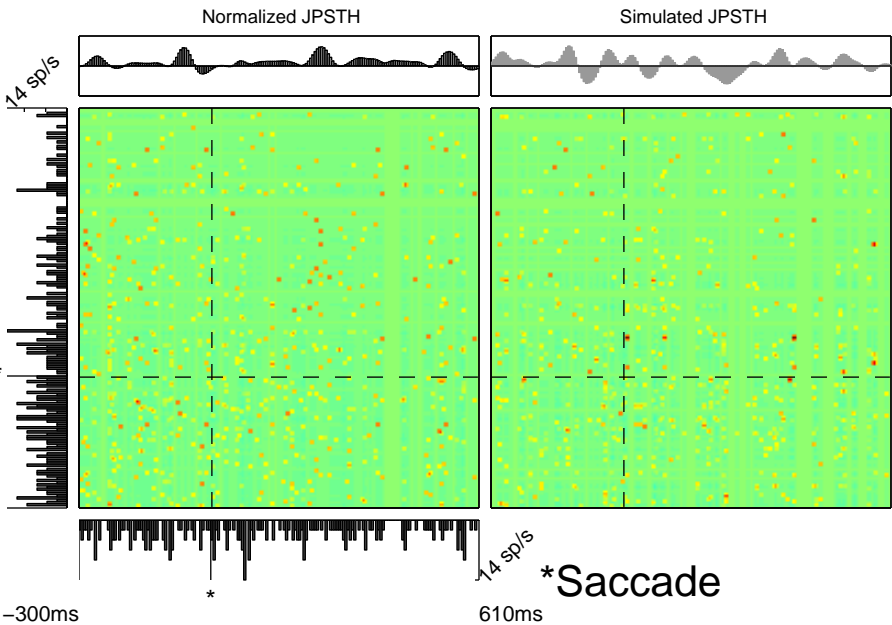 Normalized JPSTH
Simulated JPSTH
14 sp/s
14 sp/s
*Saccade
*
−300ms
610ms